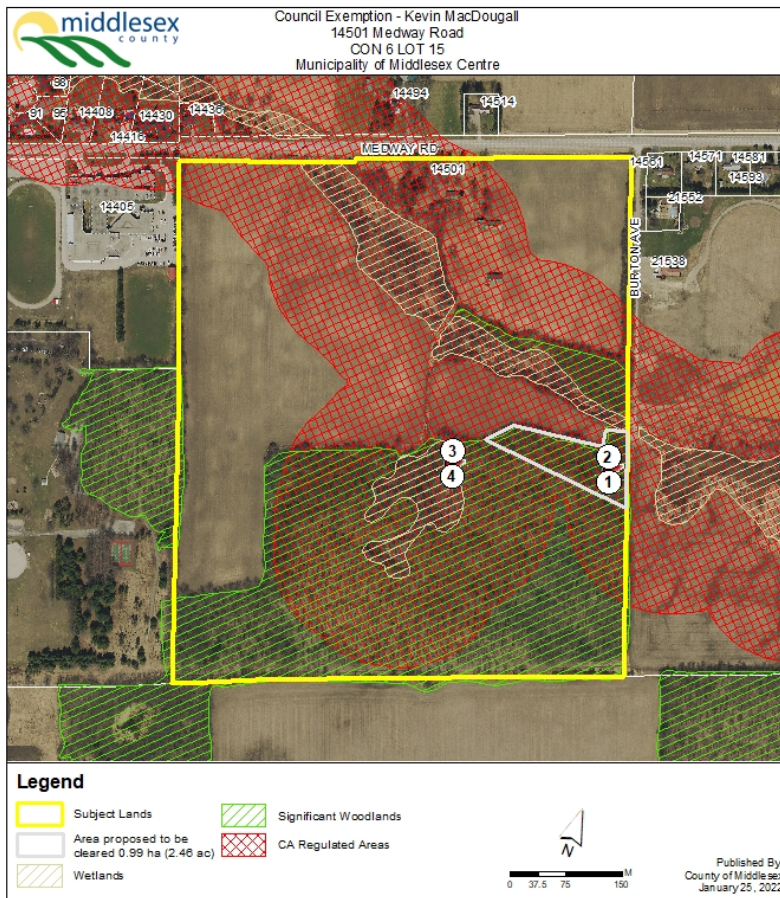 middlesex
county
Council Exemption - Kevin MacDougall
14501 Medway Road
CON 6 LOT 15
Municipality of Middlesex Centre
98
91
95
14408
14430
14436
14416
14494
14514
MEDWAY RD
14501
14405
14561
14571
14581
14593
21552
BURTON AVE
21538
3
4
2
1
Legend
Subject Lands
Area proposed to be
cleared 0.99 ha (2.46 ac)
Wetlands
Significant Woodlands
CA Regulated Areas
N
M
0 37.5 75 150
Published By
County of Middlesex
January 25, 2022